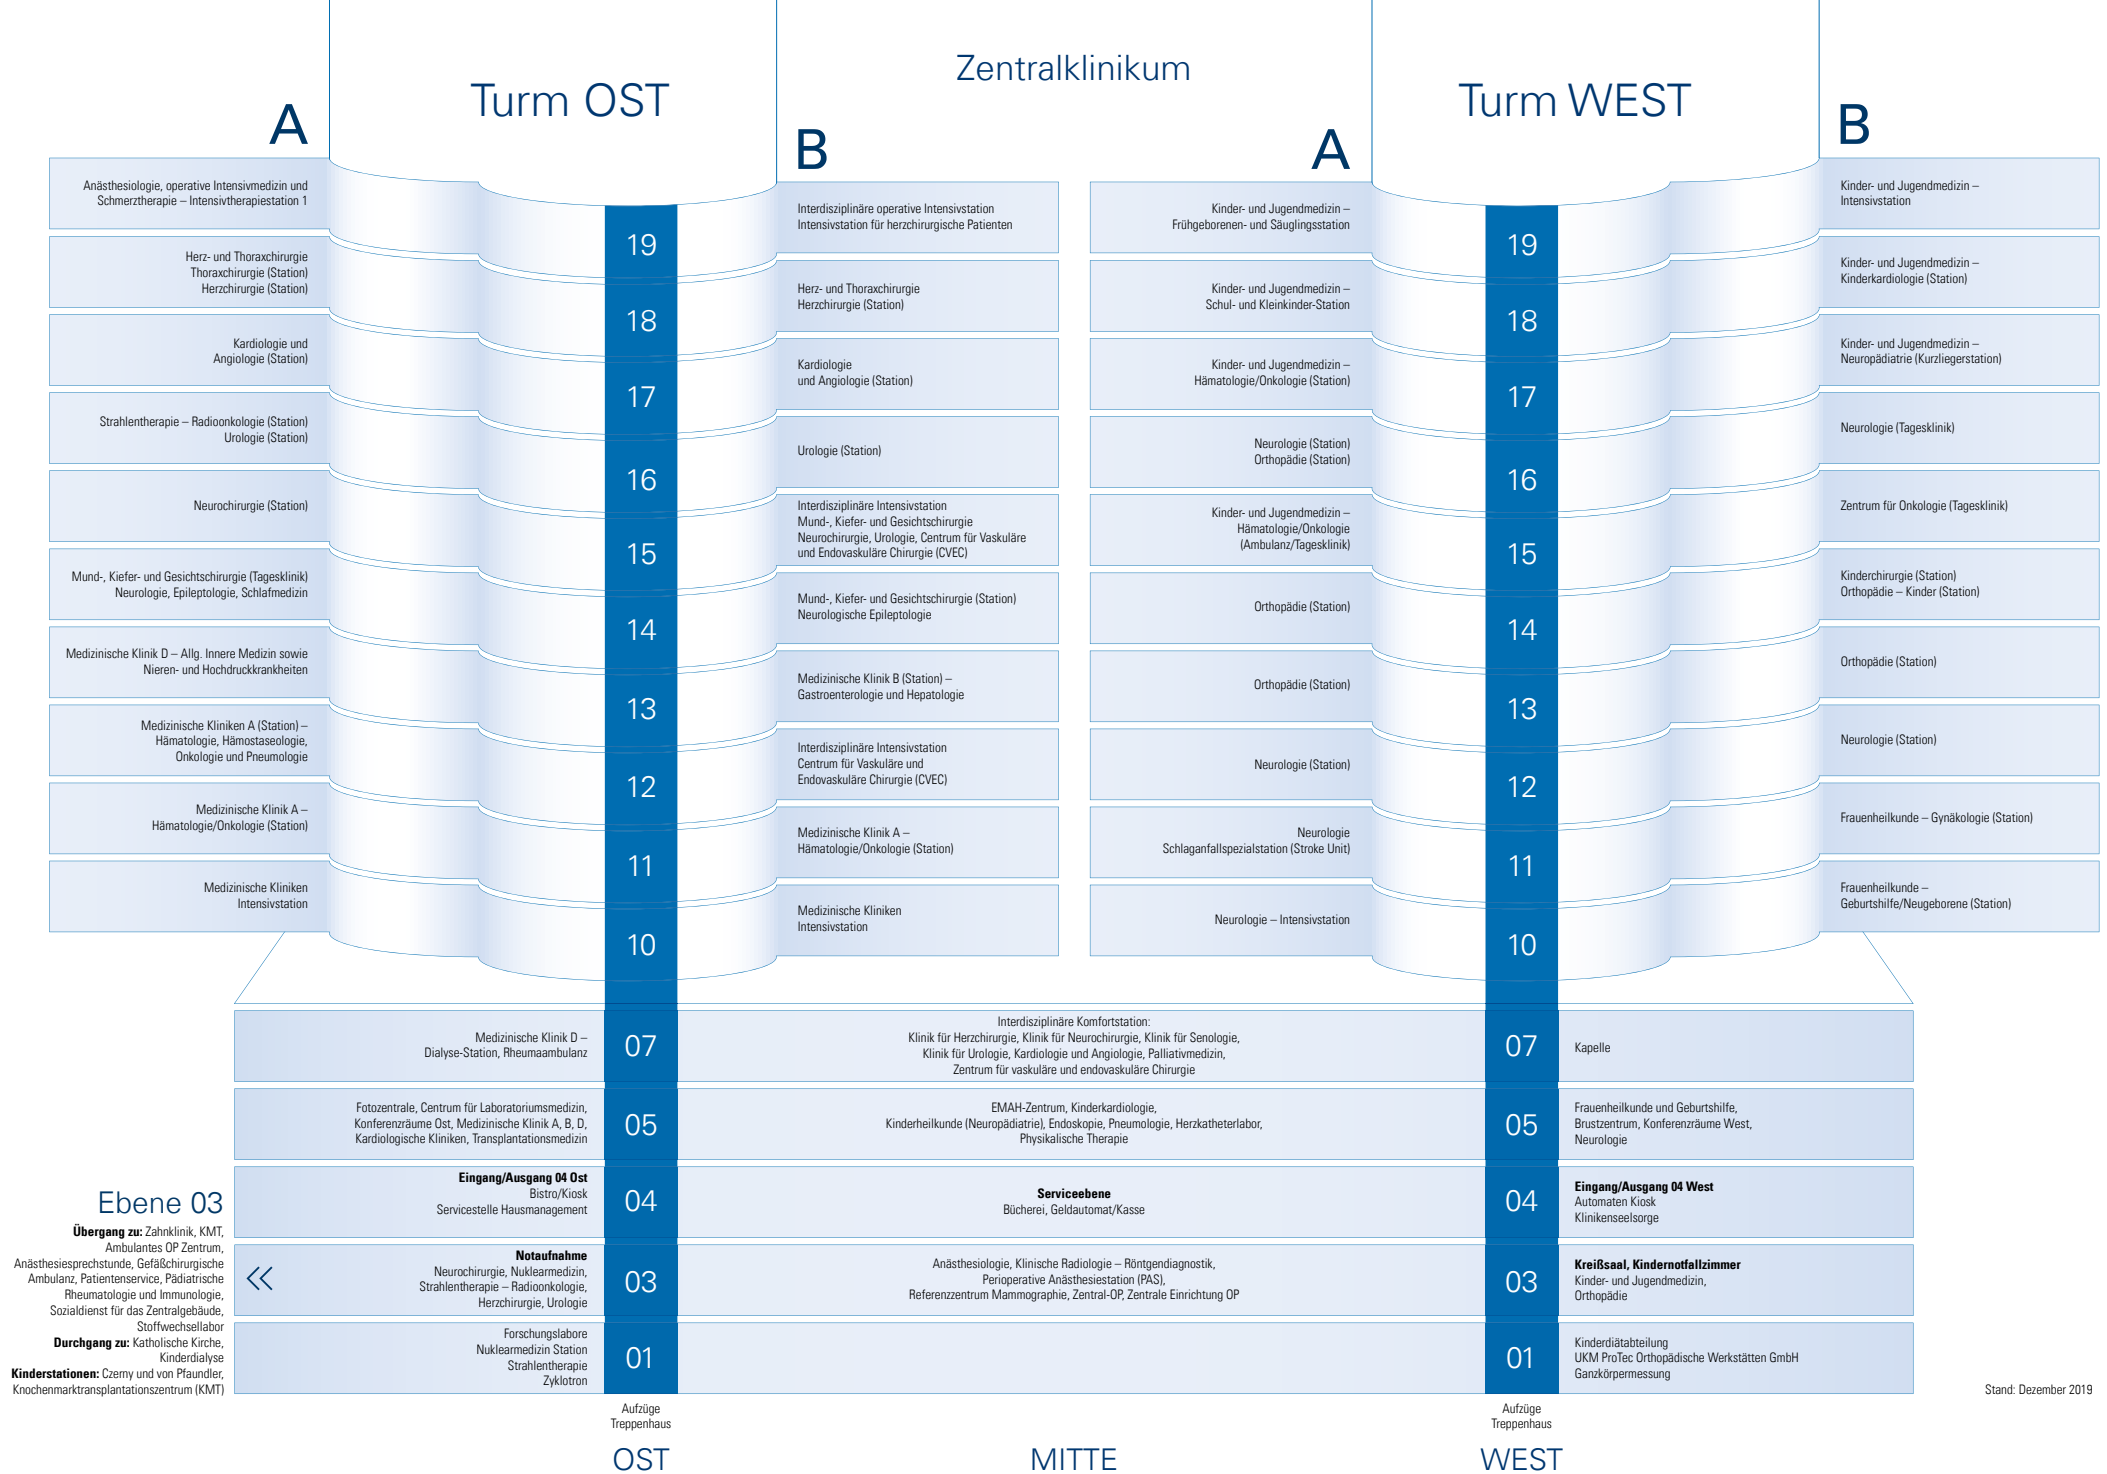 Zentralklinikum
Turm OST
Turm WEST
A
B
A
B
Anästhesiologie, operative Intensivmedizin und
Schmerztherapie – Intensivtherapiestation 1
19
Interdisziplinäre operative Intensivstation
Intensivstation für herzchirurgische Patienten
Kinder- und Jugendmedizin –
Frühgeborenen- und Säuglingsstation
19
Kinder- und Jugendmedizin –
Intensivstation
Herz- und Thoraxchirurgie
Thoraxchirurgie (Station)
Herzchirurgie (Station)
18
Herz- und Thoraxchirurgie
Herzchirurgie (Station)
Kinder- und Jugendmedizin –
Schul- und Kleinkinder-Station
18
Kinder- und Jugendmedizin –
Kinderkardiologie (Station)
Kardiologie und
Angiologie (Station)
17
Kardiologie
und Angiologie (Station)
Kinder- und Jugendmedizin –
Hämatologie/Onkologie (Station)
17
Kinder- und Jugendmedizin –
Neuropädiatrie (Kurzliegerstation)
Strahlentherapie – Radioonkologie (Station)
Urologie (Station)
16
Urologie (Station)
Neurologie (Station)
Orthopädie (Station)
16
Neurologie (Tagesklinik)
Neurochirurgie (Station)
15
Interdisziplinäre Intensivstation
Mund-, Kiefer- und Gesichtschirurgie
Neurochirurgie, Urologie, Centrum für Vaskuläre
und Endovaskuläre Chirurgie (CVEC)
Kinder- und Jugendmedizin –
Hämatologie/Onkologie
(Ambulanz/Tagesklinik)
15
Zentrum für Onkologie (Tagesklinik)
Mund-, Kiefer- und Gesichtschirurgie (Tagesklinik)
Neurologie, Epileptologie, Schlafmedizin
14
Mund-, Kiefer- und Gesichtschirurgie (Station)
Neurologische Epileptologie
Orthopädie (Station)
14
Kinderchirurgie (Station)
Orthopädie – Kinder (Station)
Medizinische Klinik D – Allg. Innere Medizin sowie
Nieren- und Hochdruckkrankheiten
13
Medizinische Klinik B (Station) –
Gastroenterologie und Hepatologie
Orthopädie (Station)
13
Orthopädie (Station)
Medizinische Kliniken A (Station) –
Hämatologie, Hämostaseologie,
Onkologie und Pneumologie
12
Interdisziplinäre Intensivstation
Centrum für Vaskuläre und
Endovaskuläre Chirurgie (CVEC)
Neurologie (Station)
12
Neurologie (Station)
Medizinische Klinik A –
Hämatologie/Onkologie (Station)
11
Medizinische Klinik A –
Hämatologie/Onkologie (Station)
Neurologie
Schlaganfallspezialstation (Stroke Unit)
11
Frauenheilkunde – Gynäkologie (Station)
Medizinische Kliniken
Intensivstation
10
Medizinische Kliniken
Intensivstation
Neurologie – Intensivstation
10
Frauenheilkunde –
Geburtshilfe/Neugeborene (Station)
Medizinische Klinik D –
Dialyse-Station, Rheumaambulanz
07
Interdisziplinäre Komfortstation:
Klinik für Herzchirurgie, Klinik für Neurochirurgie, Klinik für Senologie,
Klinik für Urologie, Kardiologie und Angiologie, Palliativmedizin,
Zentrum für vaskuläre und endovaskuläre Chirurgie
07
Kapelle
Fotozentrale, Centrum für Laboratoriumsmedizin,
Konferenzräume Ost, Medizinische Klinik A, B, D,
Kardiologische Kliniken, Transplantationsmedizin
05
EMAH-Zentrum, Kinderkardiologie,
Kinderheilkunde (Neuropädiatrie), Endoskopie, Pneumologie, Herzkatheterlabor,
Physikalische Therapie
05
Frauenheilkunde und Geburtshilfe,
Brustzentrum, Konferenzräume West,
Neurologie
Eingang/Ausgang 04 Ost
Bistro/Kiosk
Servicestelle Hausmanagement
04
Serviceebene
Bücherei, Geldautomat/Kasse
04
Eingang/Ausgang 04 West
Automaten Kiosk
Klinikenseelsorge
Notaufnahme
Neurochirurgie, Nuklearmedizin,
Strahlentherapie – Radioonkologie,
Herzchirurgie, Urologie
03
Anästhesiologie, Klinische Radiologie – Röntgendiagnostik,
Perioperative Anästhesiestation (PAS),
Referenzzentrum Mammographie, Zentral-OP, Zentrale Einrichtung OP
03
Kreißsaal, Kindernotfallzimmer
Kinder- und Jugendmedizin,
Orthopädie
Forschungslabore
Nuklearmedizin Station
Strahlentherapie
Zyklotron
01
01
Kinderdiätabteilung
UKM ProTec Orthopädische Werkstätten GmbH
Ganzkörpermessung
Ebene 03
Übergang zu: Zahnklinik, KMT,
Ambulantes OP Zentrum,
Anästhesiesprechstunde, Gefäßchirurgische
Ambulanz, Patientenservice, Pädiatrische
Rheumatologie und Immunologie,
Sozialdienst für das Zentralgebäude,
Stoffwechsellabor
Durchgang zu: Katholische Kirche,
Kinderdialyse
Kinderstationen: Czerny und von Pfaundler,
Knochenmarktransplantationszentrum (KMT)
Stand: Dezember 2019
Aufzüge
Treppenhaus
Aufzüge
Treppenhaus
OST
MITTE
WEST